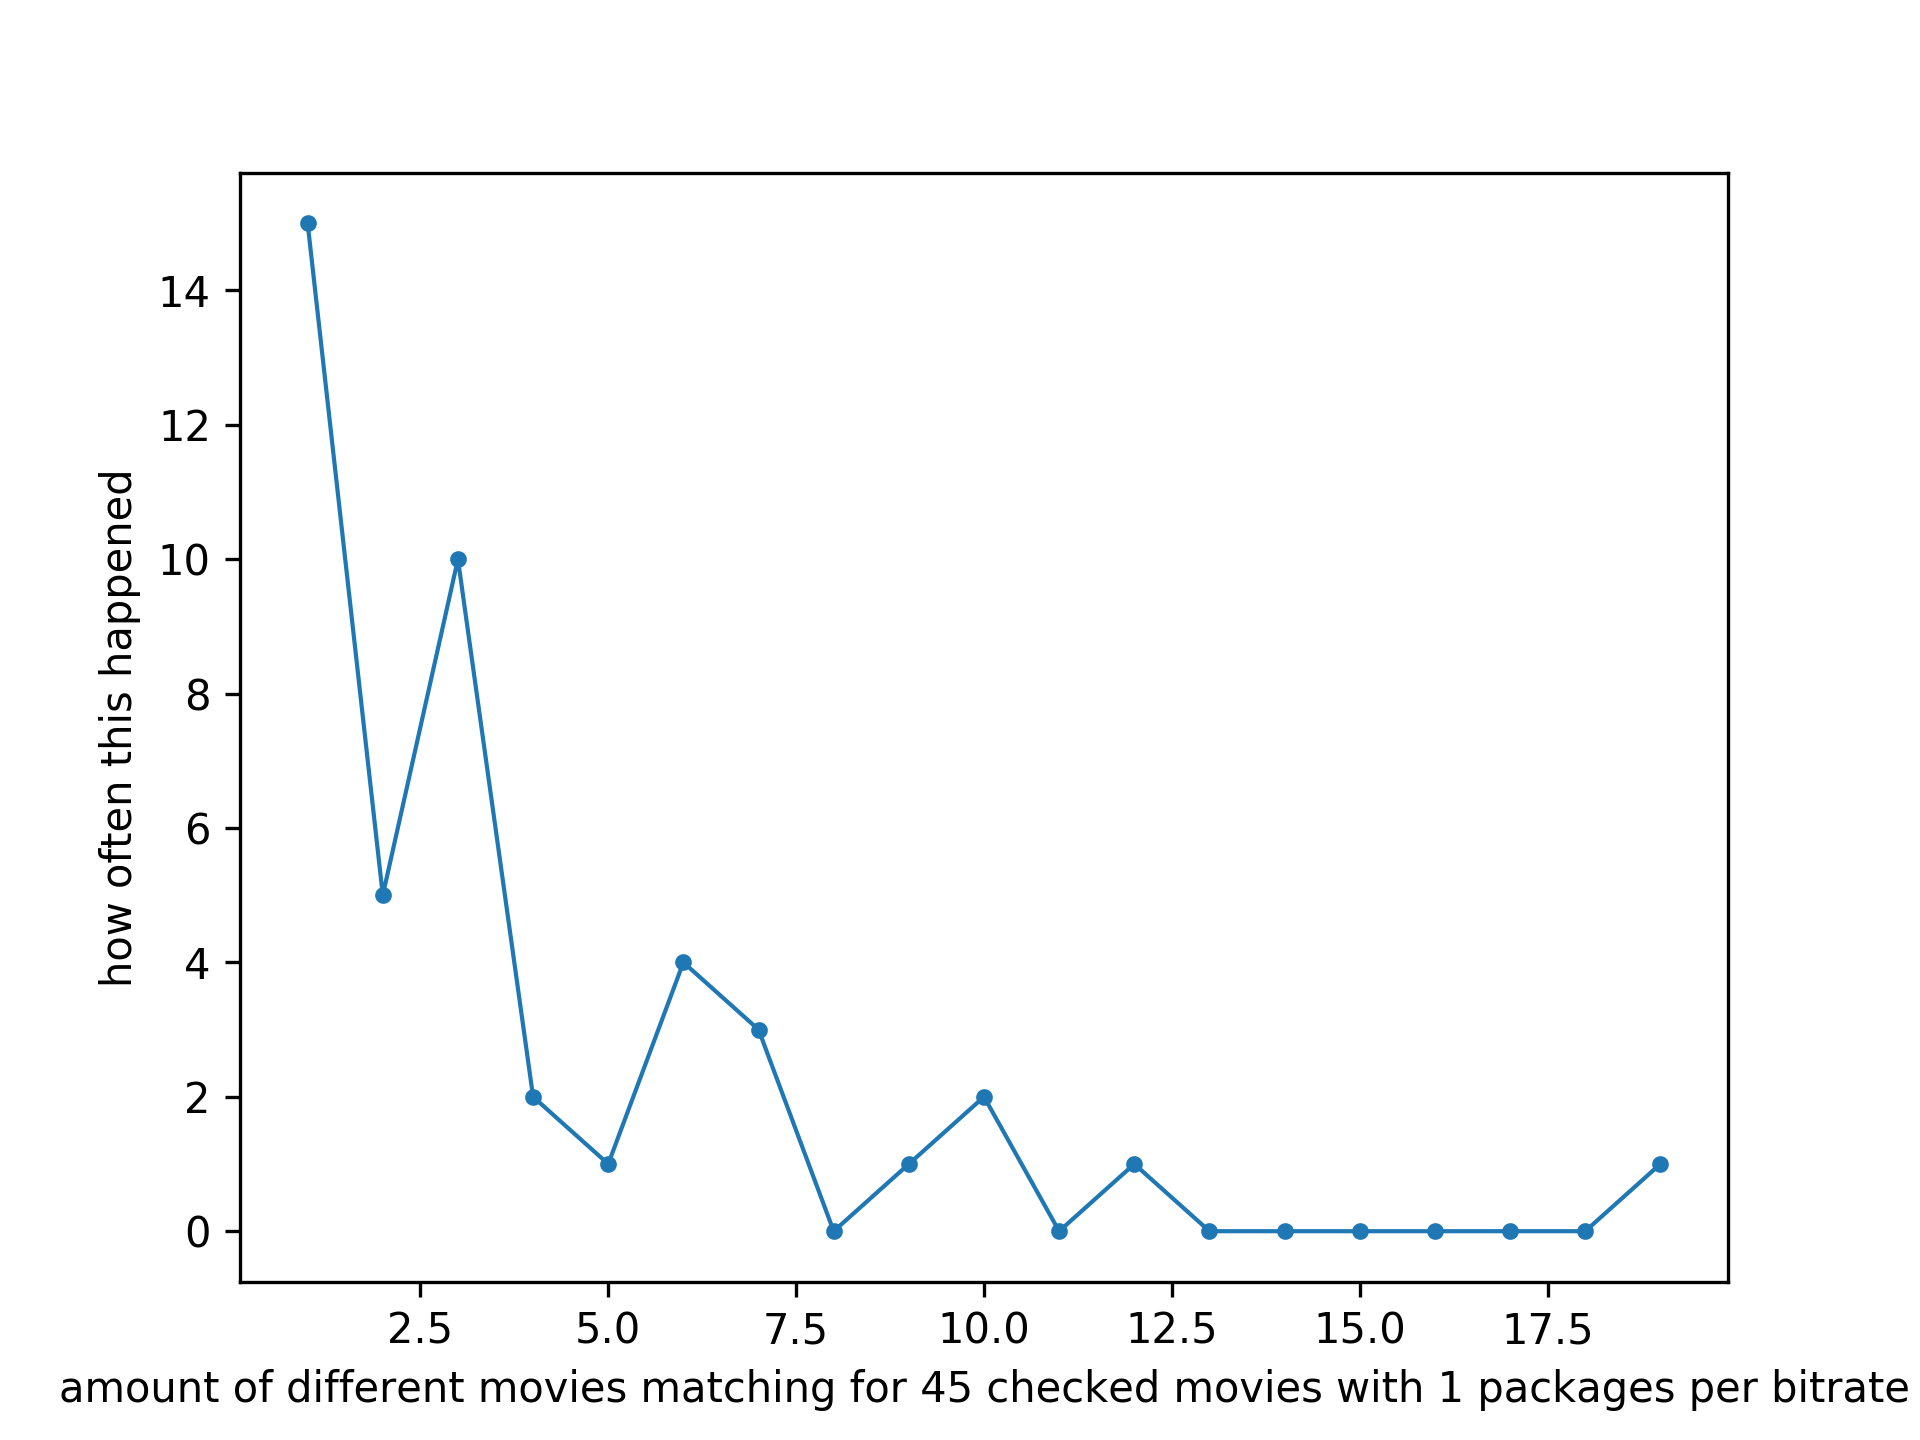 14
12
10
8
6
4
2
0
how often this happened
2.5 5.0 7.5 10.0 12.5 15.0 17.5
amount of different movies matching for 45 checked movies with 1 packages per bitrate